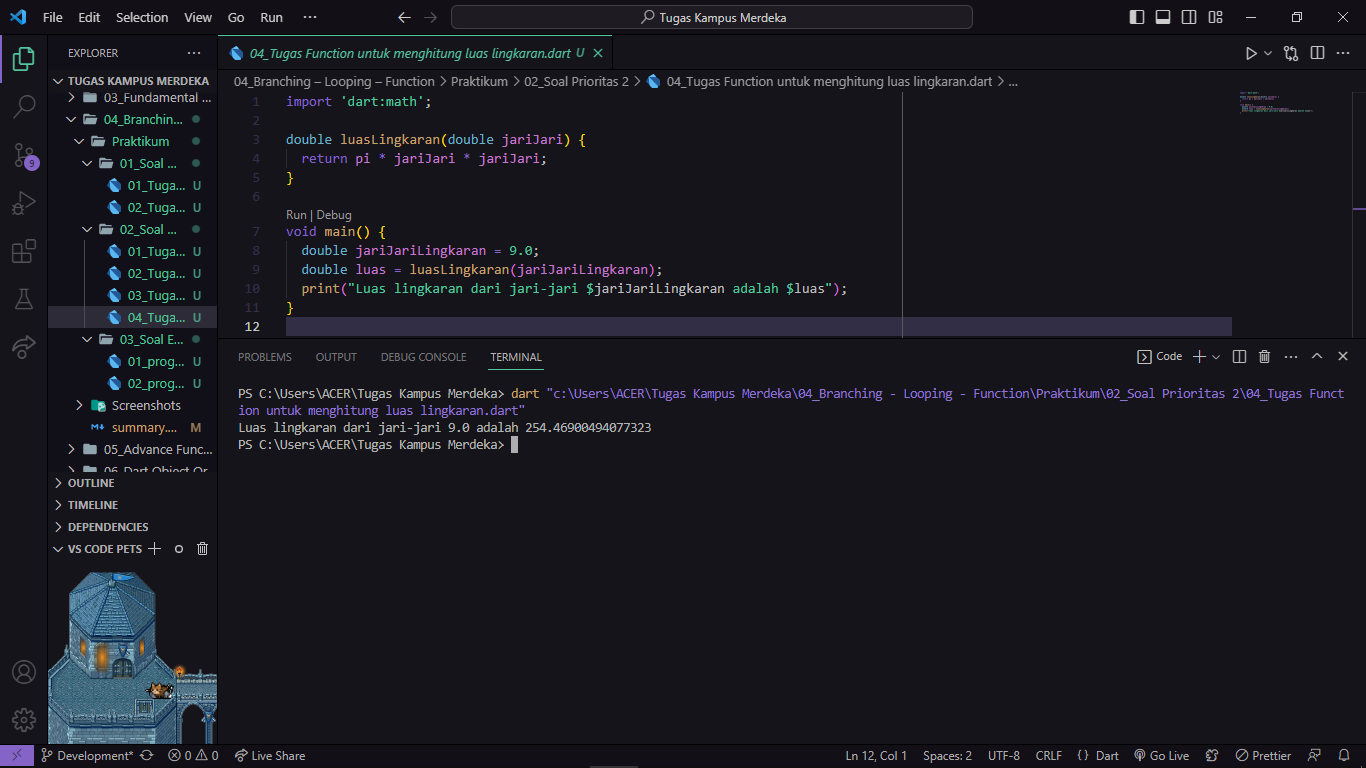 File Edit Selection View Go Run ··· Tugas Kampus Merdeka
EXPLORER ···
TUGAS KAMPUS MERDEKA
03_Fundamental ...
04_Branchin...
Praktikum
01_Soal ...
01_Tuga... U
02_Tuga... U
02_Soal ...
01_Tuga... U
02_Tuga... U
03_Tuga... U
04_Tuga... U
03_Soal E...
01_prog... U
02_prog... U
Screenshots
summary.... M
05_Advance Func...
06_Dart Object Or
OUTLINE
TIMELINE
DEPENDENCIES
VS CODE PETS
9
04_Tugas Function untuk menghitung luas lingkaran.dart U
04_Branching – Looping – Function > Praktikum > 02_Soal Prioritas 2 > 04_Tugas Function untuk menghitung luas lingkaran.dart > ...
1 import 'dart:math';
2
3 double luasLingkaran(double jariJari) {
4 return pi * jariJari * jariJari;
5 }
6
Run | Debug
7 void main() {
8 double jariJariLingkaran = 9.0;
9 double luas = luasLingkaran(jariJariLingkaran);
10 print("Luas lingkaran dari jari-jari $jariJariLingkaran adalah $luas");
11 }
12
PROBLEMS OUTPUT DEBUG CONSOLE TERMINAL Code
PS C:\Users\ACER\Tugas Kampus Merdeka> dart "c:\Users\ACER\Tugas Kampus Merdeka\04_Branching - Looping - Function\Praktikum\02_Soal Prioritas 2\04_Tugas Funct
ion untuk menghitung luas lingkaran.dart"
Luas lingkaran dari jari-jari 9.0 adalah 254.46900494077323
PS C:\Users\ACER\Tugas Kampus Merdeka>
Development* 0 0 Live Share Ln 12, Col 1 Spaces: 2 UTF-8 CRLF { } Dart Go Live Prettier